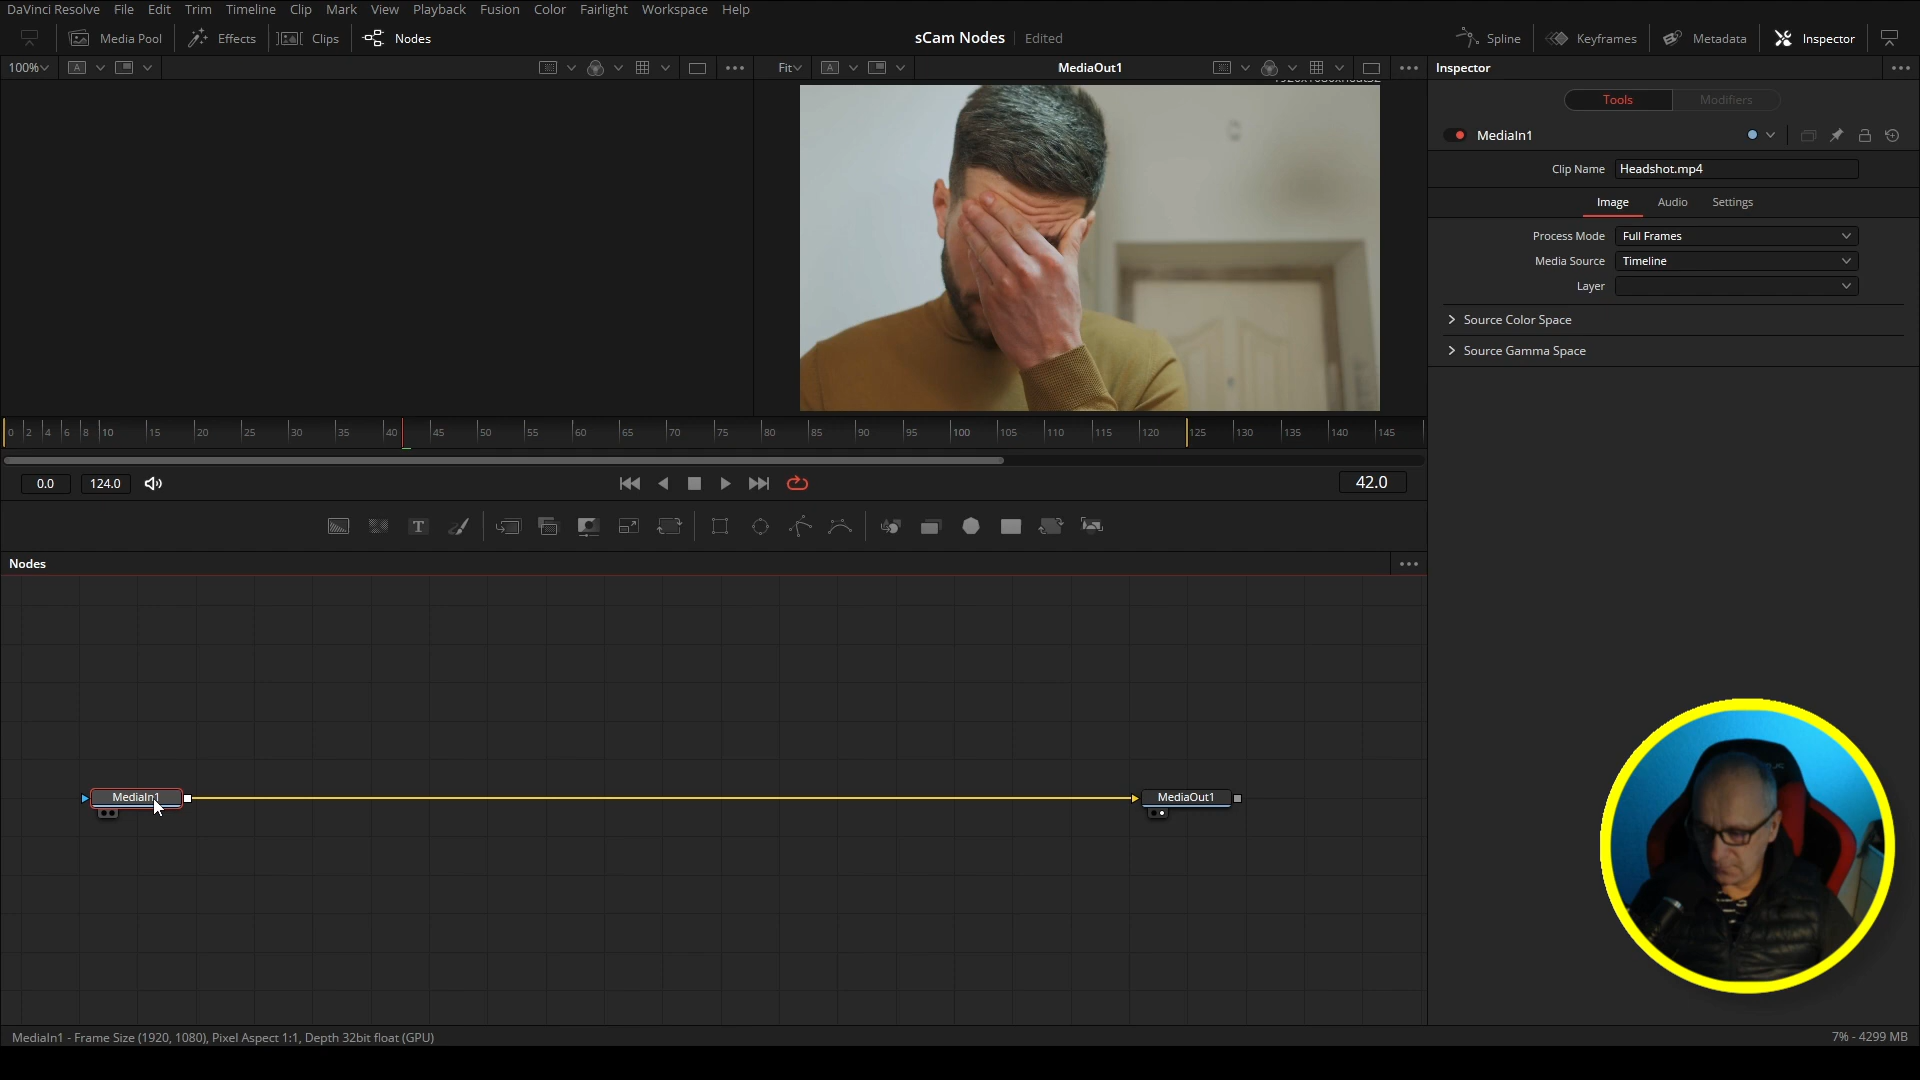 DaVinci Resolve File Edit Trim Timeline Clip Mark View Playback Fusion Color Fairlight Workspace Help
Media Pool Effects Clips Nodes sCam Nodes Edited Spline Keyframes Metadata Inspector
100% A Fit A MediaOut1 Inspector
Tools Modifiers
MediaIn1
Clip Name Headshot.mp4
Image Audio Settings
Process Mode Full Frames
Media Source Timeline
Layer
Source Color Space
Source Gamma Space
0 2 4 6 8 10 15 20 25 30 35 40 45 50 55 60 65 70 75 80 85 90 95 100 105 110 115 120 125 130 135 140 145
0.0 124.0 42.0
T
Nodes
MediaIn1 MediaOut1
MediaIn1 - Frame Size (1920, 1080), Pixel Aspect 1:1, Depth 32bit float (GPU) 7% - 4299 MB